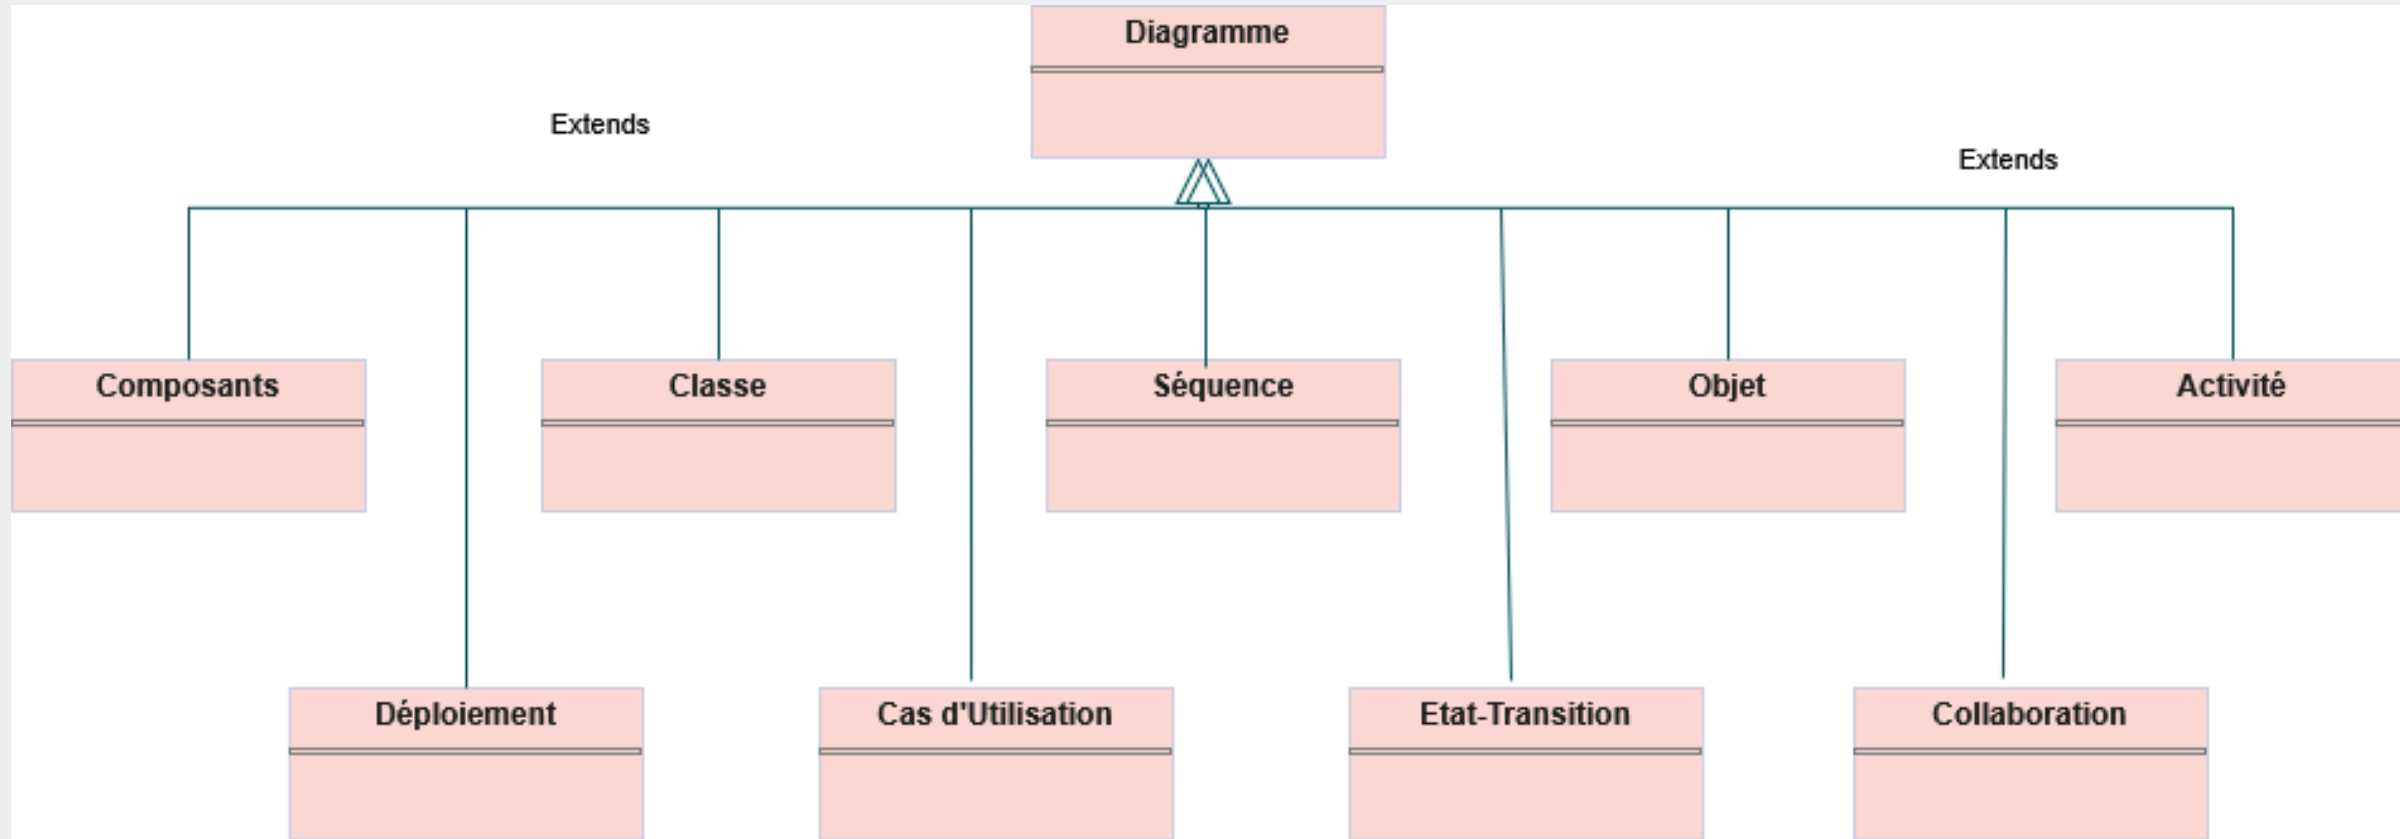 Diagramme
Extends
Extends
Composants
Classe
Séquence
Objet
Activité
Déploiement
Cas d'Utilisation
Etat-Transition
Collaboration